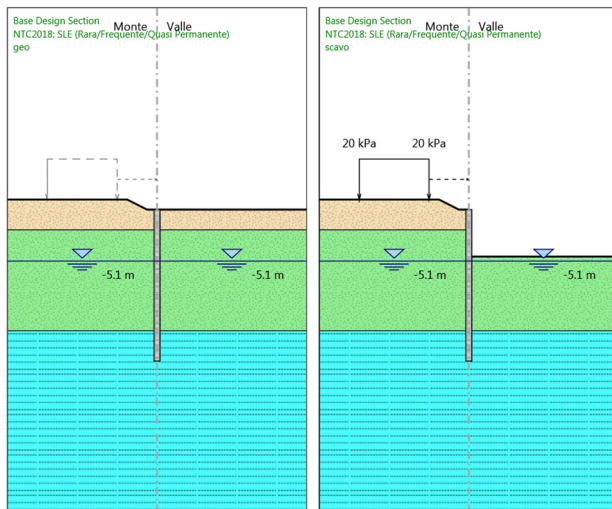 Base Design Section
NTC2018: SLE (Rara/Frequente/Quasi Permanente)
geo
Monte Valle
-5.1 m
-5.1 m
Base Design Section
NTC2018: SLE (Rara/Frequente/Quasi Permanente)
scavo
Monte Valle
20 kPa
20 kPa
-5.1 m
-5.1 m